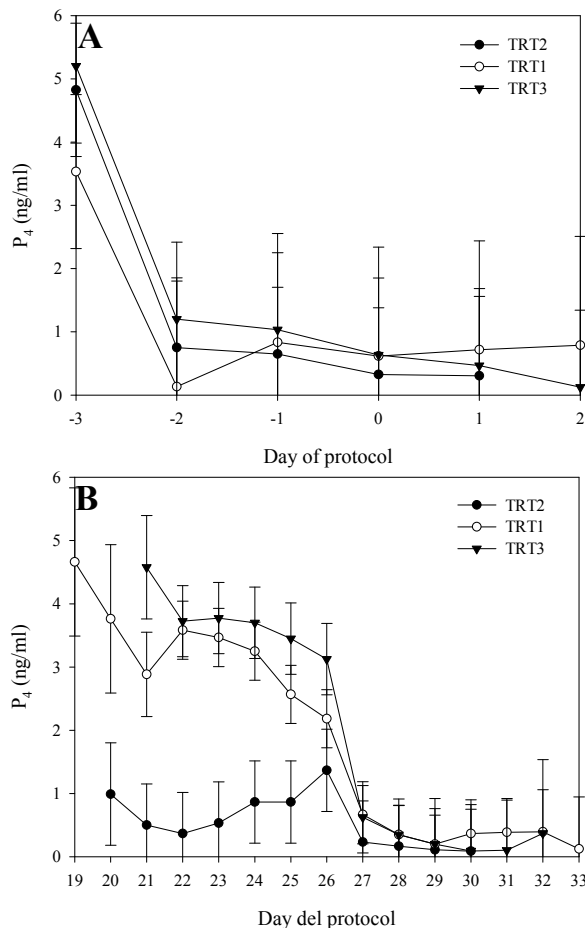 A
TRT2
TRT1
TRT3
6
5
4
3
2
1
0
P4 (ng/ml)
-3 -2 -1 0 1 2
Day of protocol
B
TRT2
TRT1
TRT3
6
5
4
3
2
1
0
P4 (ng/ml)
19 20 21 22 23 24 25 26 27 28 29 30 31 32 33
Day del protocol